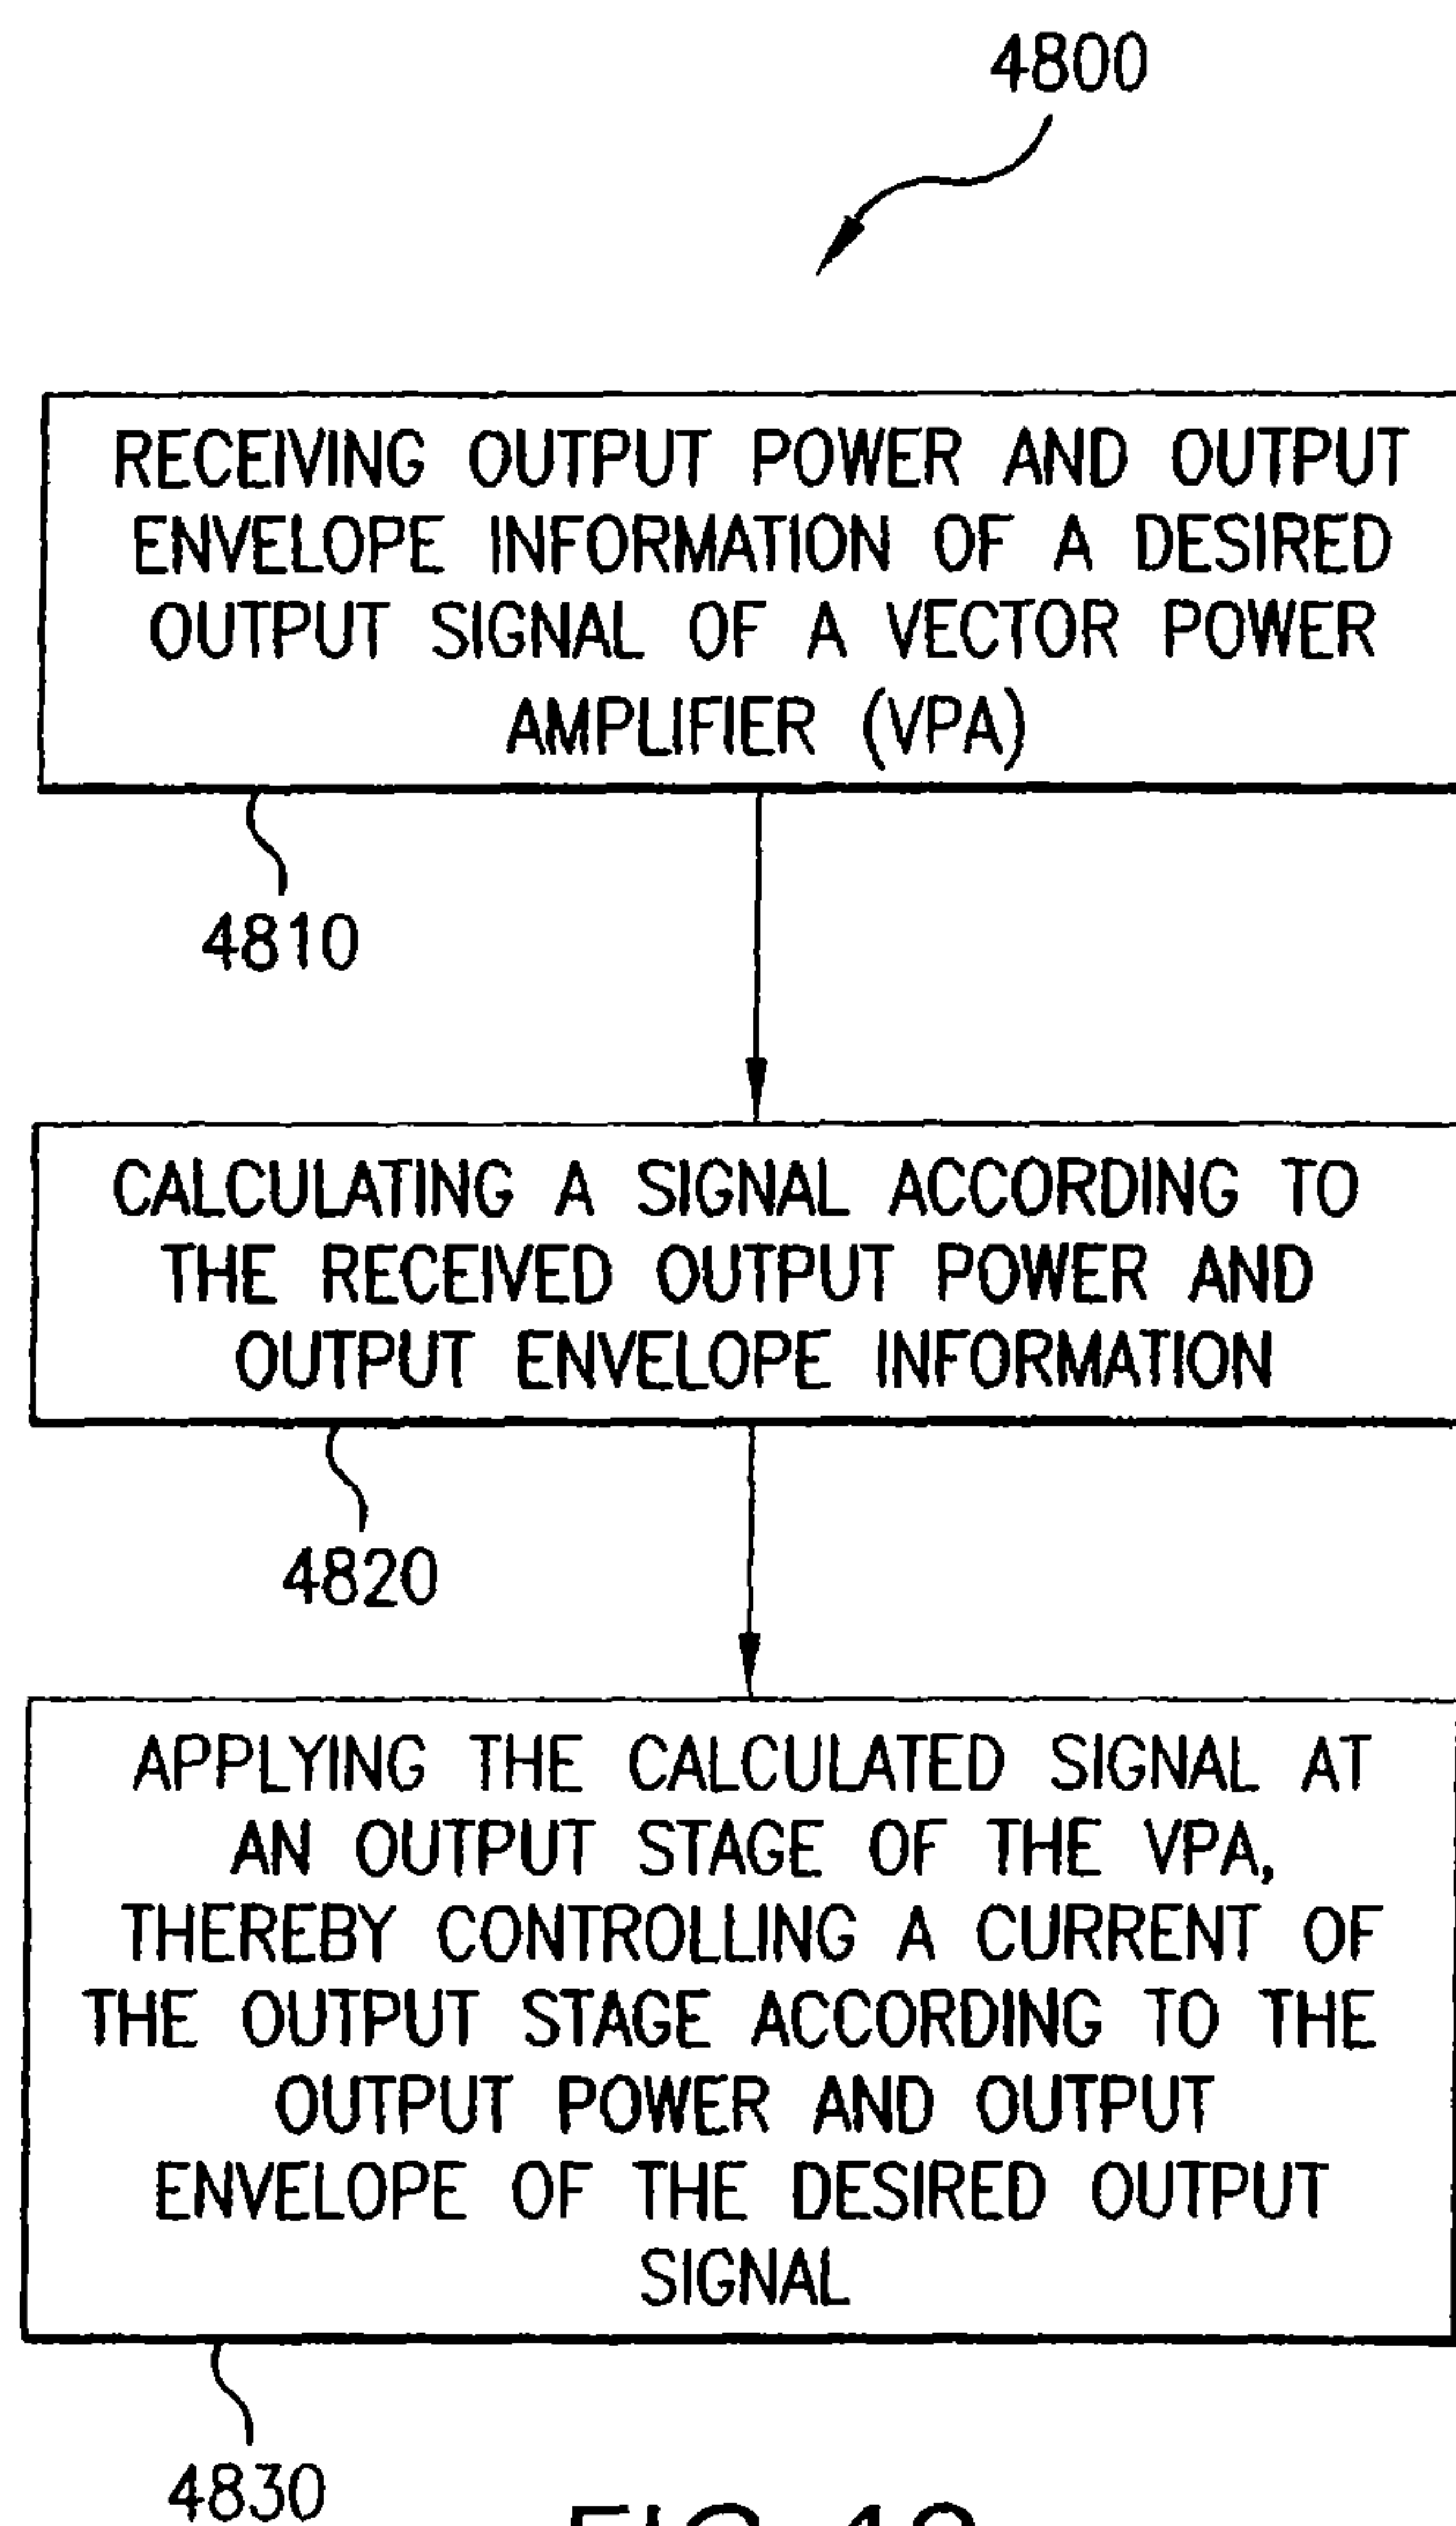 4800
RECEIVING OUTPUT POWER AND OUTPUT
ENVELOPE INFORMATION OF A DESIRED
OUTPUT SIGNAL OF A VECTOR POWER
AMPLIFIER (VPA)
4810
CALCULATING A SIGNAL ACCORDING TO
THE RECEIVED OUTPUT POWER AND
OUTPUT ENVELOPE INFORMATION
4820
APPLYING THE CALCULATED SIGNAL AT
AN OUTPUT STAGE OF THE VPA,
THEREBY CONTROLLING A CURRENT OF
THE OUTPUT STAGE ACCORDING TO THE
OUTPUT POWER AND OUTPUT
ENVELOPE OF THE DESIRED OUTPUT
SIGNAL
4830